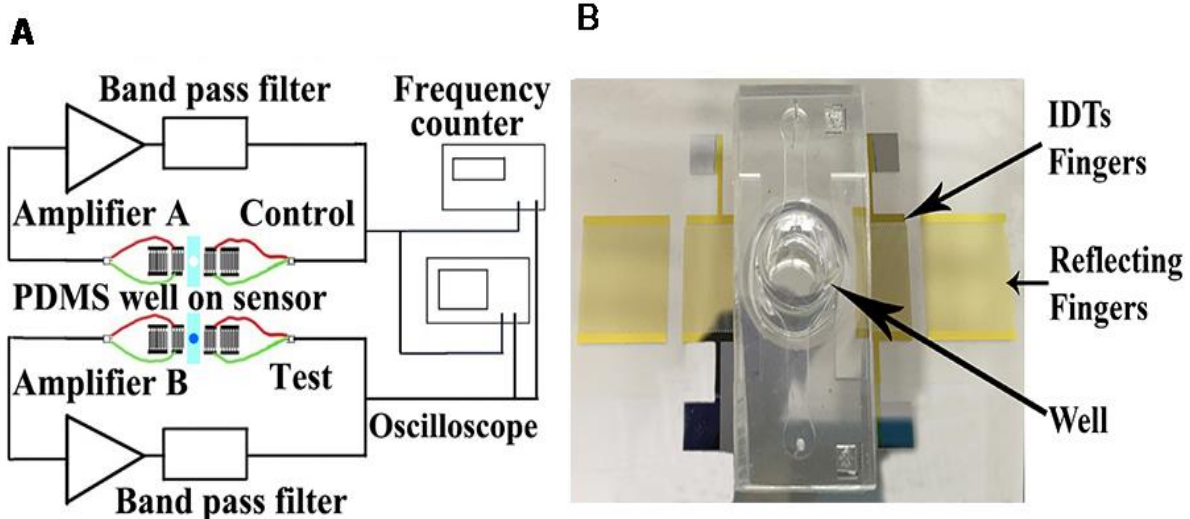 A
B
Band pass filter
Frequency
counter
IDTs
Fingers
Amplifier A
Control
PDMS well on sensor
Reflecting
Fingers
Amplifier B
Test
Oscilloscope
Well
Band pass filter